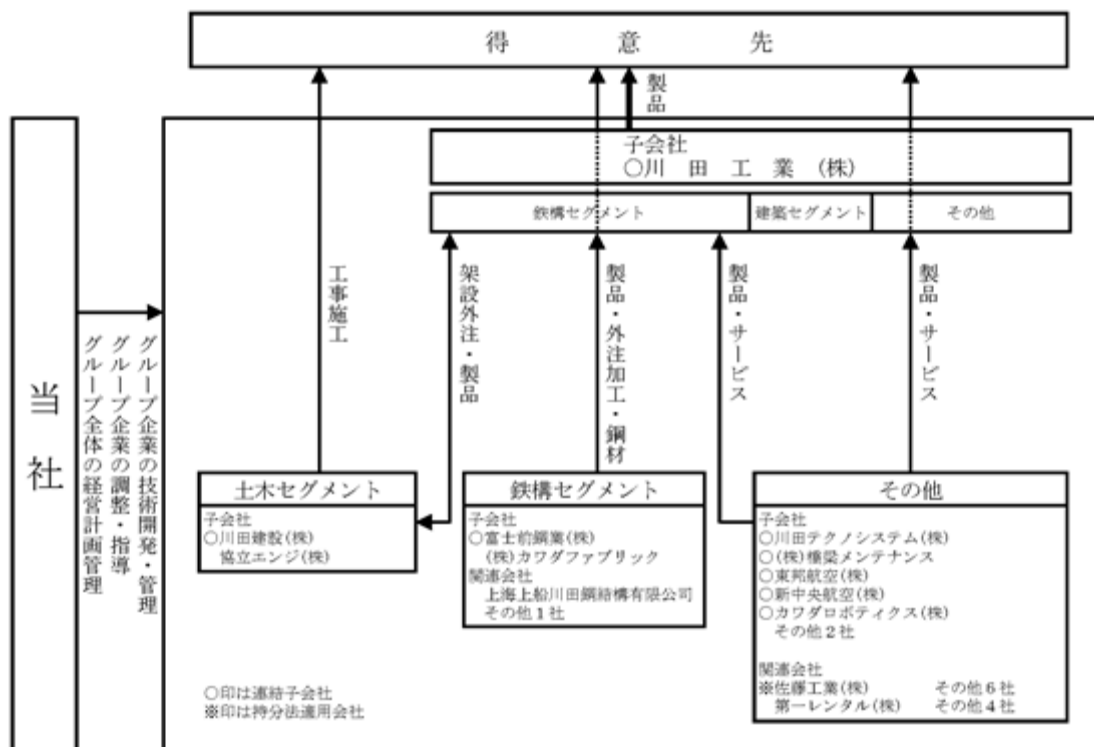 得意先
製品
子会社
○川田工業(株)
鉄構セグメント 建築セグメント その他
工事施工
架設外注・製品
製品・外注加工・鋼材
製品・サービス
製品・サービス
当社
グループ企業の技術開発・管理
グループ企業の調整・指導
グループ全体の経営計画管理
土木セグメント
子会社
○川田建設(株)
協立エンジ(株)
鉄構セグメント
子会社
○富士前鋼業(株)
(株)カワダファブリック
関連会社
上海上船川田鋼結構有限公司
その他1社
その他
子会社
○川田テクノシステム(株)
○(株)橋梁メンテナンス
○東邦航空(株)
○新中央航空(株)
○カワダロボティクス(株)
その他2社
関連会社
※佐藤工業(株) その他6社
第一レンタル(株) その他4社
○印は連結子会社
※印は持分法適用会社